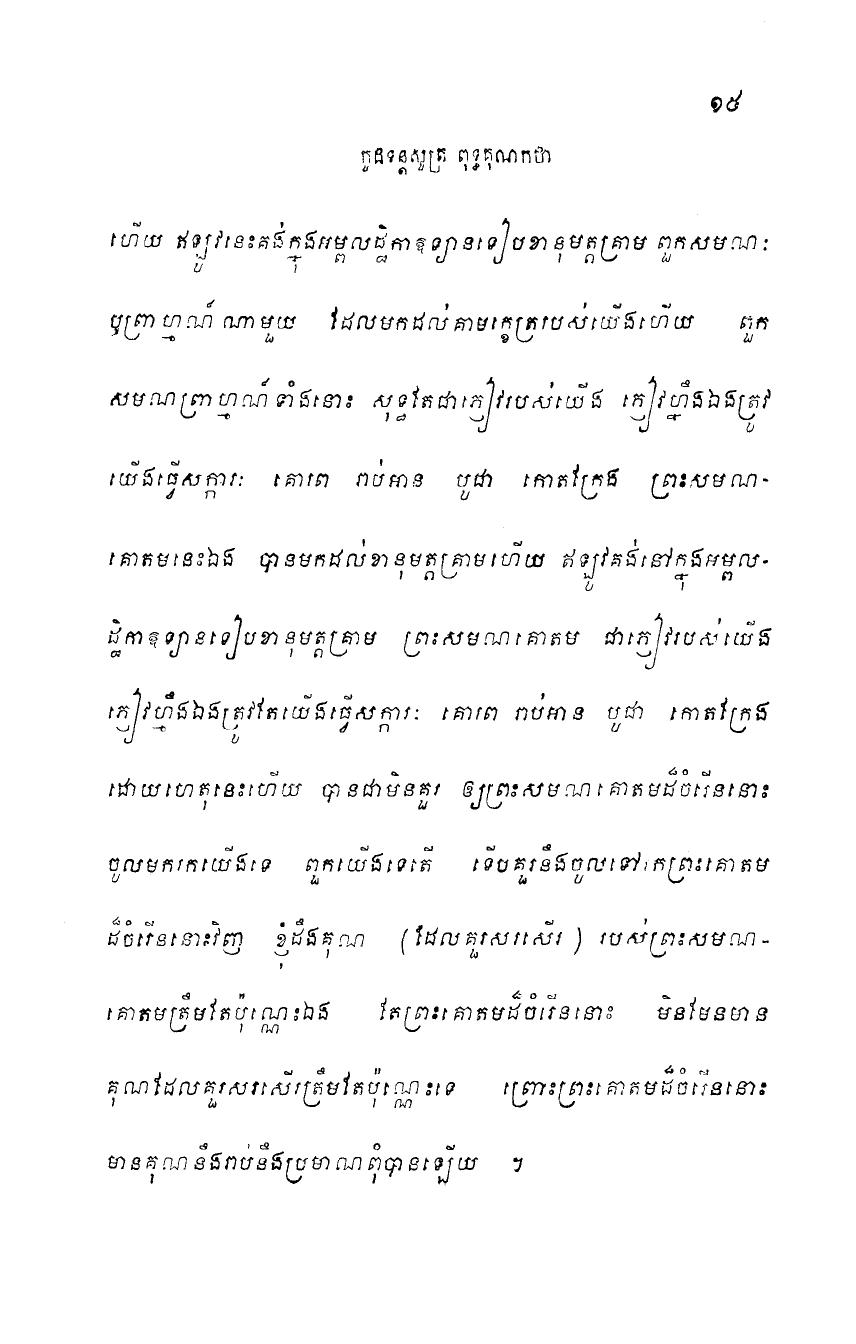 ១៥
កូដទន្តសូត្រ ពុទ្ធគុណកថា
ហើយ ឥឡូវនេះគង់ក្នុងអម្ពលដ្ឋិកាឧទ្យានទៀបខានុមត្តគ្រាម ពួកសមណៈ
ឬព្រាហ្មណ៍ ណាមួយ ដែលមកដល់គាមក្ខេត្ររបស់យើងហើយ ពួក
សមណព្រាហ្មណ៍ ទាំងនោះ សុទ្ធតែជាភ្ញៀវរបស់យើង ភ្ញៀវហ្នឹងឯងត្រូវ
យើងធ្វើសក្ការៈ គោរព រាប់អាន បូជា កោតក្រែង ព្រះសមណ-
គោតមនេះឯង បានមកដល់ខានុមត្តគ្រាមហើយ ឥឡូវគង់នៅក្នុងអម្ពល-
ដ្ឋិកាឧទ្យានទៀបខានុមត្តគ្រាម ព្រះសមណគោតម ជាភ្ញៀវរបស់យើង
ភ្ញៀវហ្នឹងឯងត្រូវតែយើងធ្វើសក្ការៈ គោរព រាប់អាន បូជា កោតក្រែង
ដោយហេតុនេះហើយ បានជាមិនគួរ ឲ្យព្រះសមណគោតមដ៏ចំរើននោះ
ចូលមករកយើងទេ ពួកយើងទេតើ ទើបគួរនឹងចូលទៅរកព្រះគោតម
ដ៏ចំរើននោះវិញ ខ្ញុំដឹងគុណ (ដែលគួរសរសើរ) របស់ព្រះសមណ-
គោតមត្រឹមតែប៉ុណ្ណេះឯង តែព្រះគោតមដ៏ចំរើននោះ មិនមែនមាន
គុណដែលគួរសរសើរត្រឹមតែប៉ុណ្ណេះទេ ព្រោះព្រះគោតមដ៏ចំរើននោះ
មានគុណនឹងរាប់នឹងប្រមាណពុំបានឡើយ ។